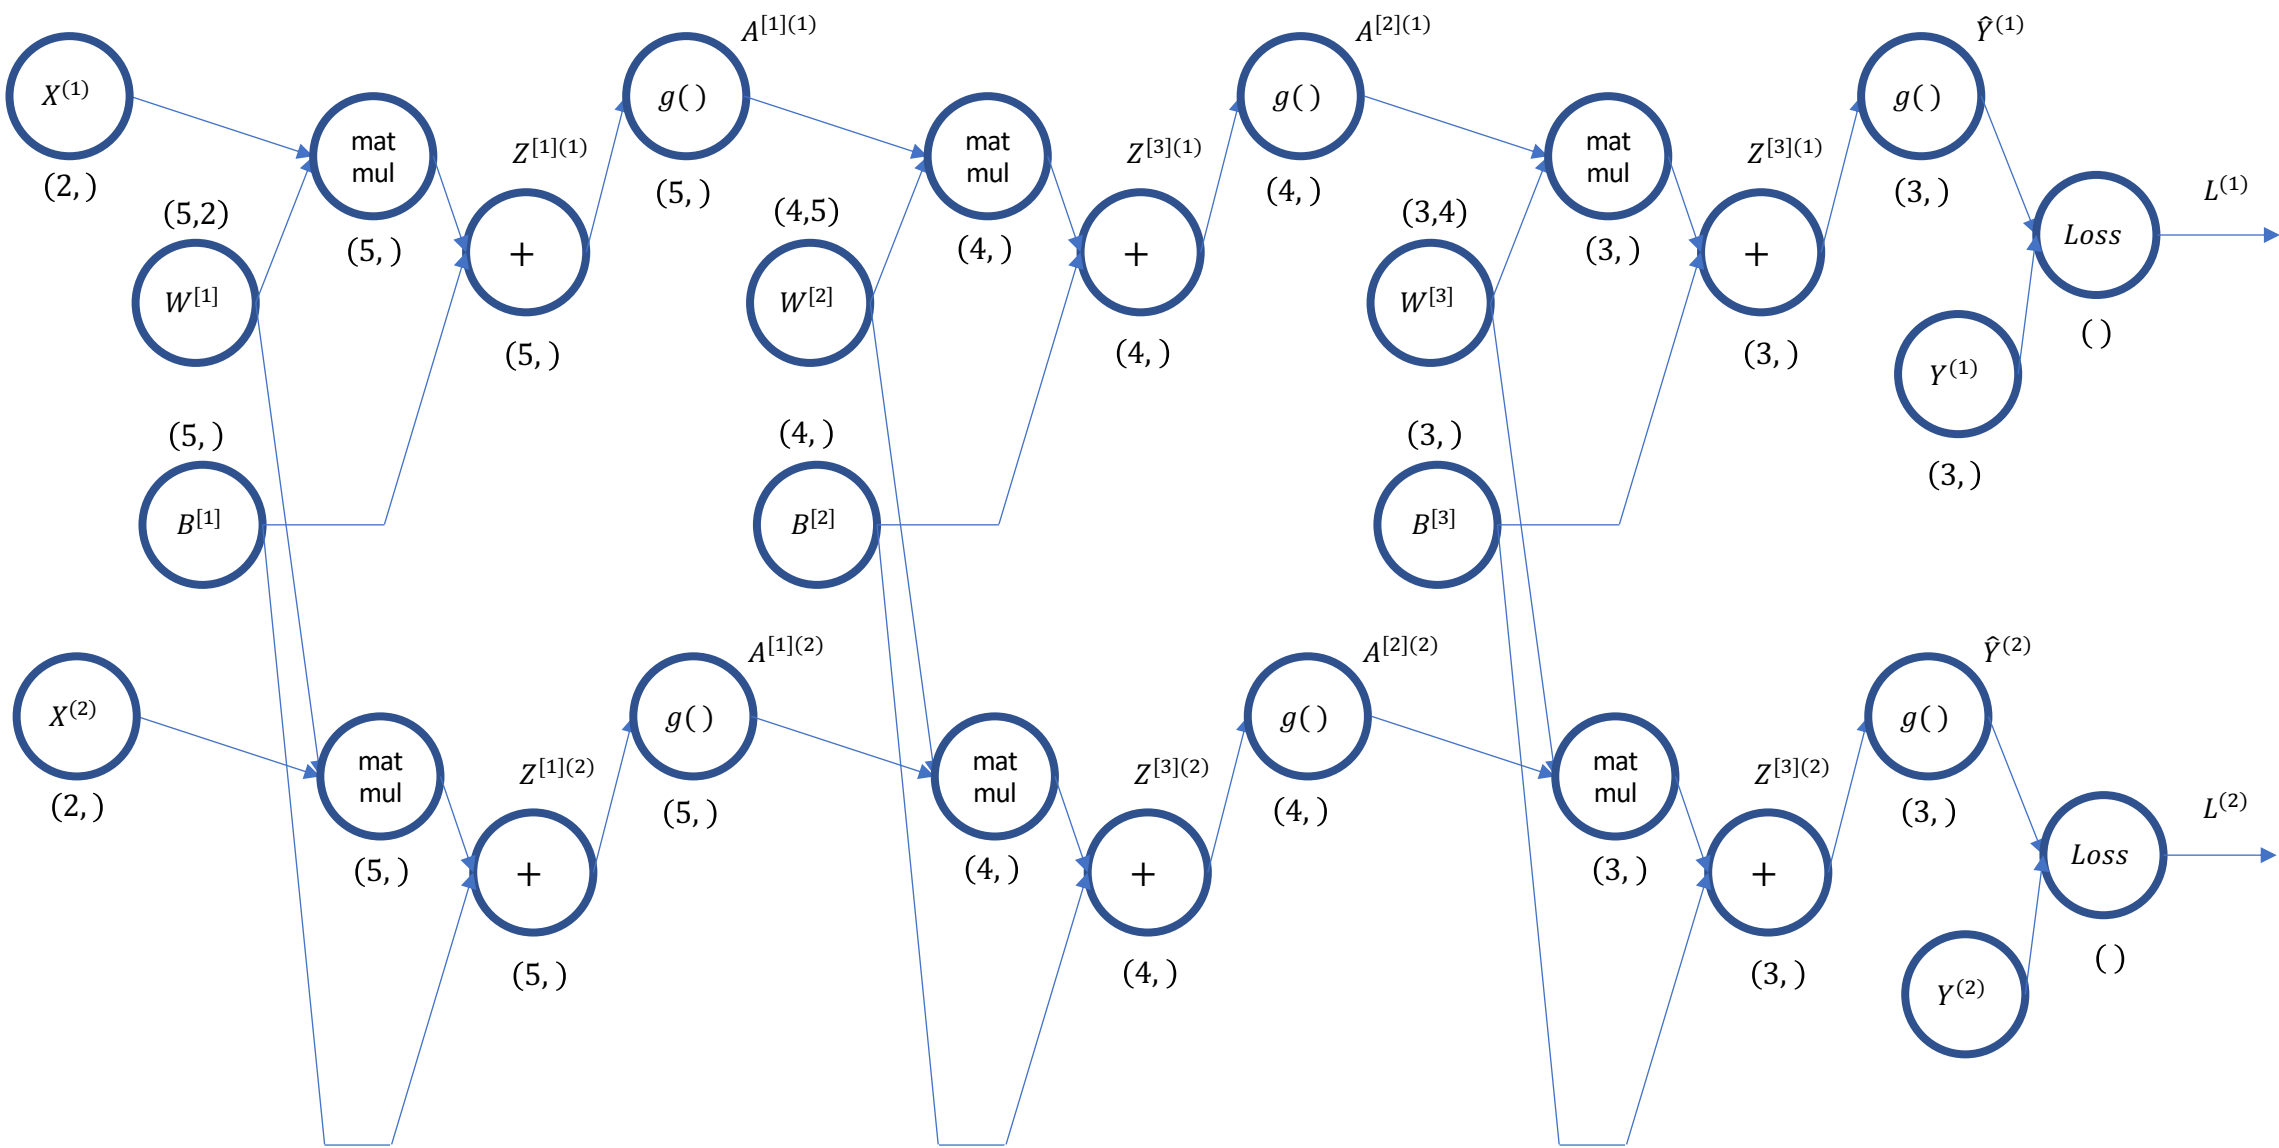 A^{[1](1)}
A^{[2](1)}
Ŷ^{(1)}
X^{(1)}
g( )
g( )
g( )
mat
mul
Z^{[1](1)}
mat
mul
Z^{[3](1)}
mat
mul
Z^{[3](1)}
(2, )
(5, )
(4, )
(3, )
L^{(1)}
(5,2)
(4,5)
(3,4)
Loss
(5, )
+
(4, )
+
(3, )
+
W^{[1]}
W^{[2]}
W^{[3]}
( )
(5, )
(4, )
(3, )
Y^{(1)}
(5, )
(4, )
(3, )
(3, )
B^{[1]}
B^{[2]}
B^{[3]}
A^{[1](2)}
A^{[2](2)}
Ŷ^{(2)}
X^{(2)}
g( )
g( )
g( )
mat
mul
Z^{[1](2)}
mat
mul
Z^{[3](2)}
mat
mul
Z^{[3](2)}
(2, )
(5, )
(4, )
(3, )
L^{(2)}
Loss
(5, )
+
(4, )
+
(3, )
+
( )
(5, )
(4, )
(3, )
Y^{(2)}